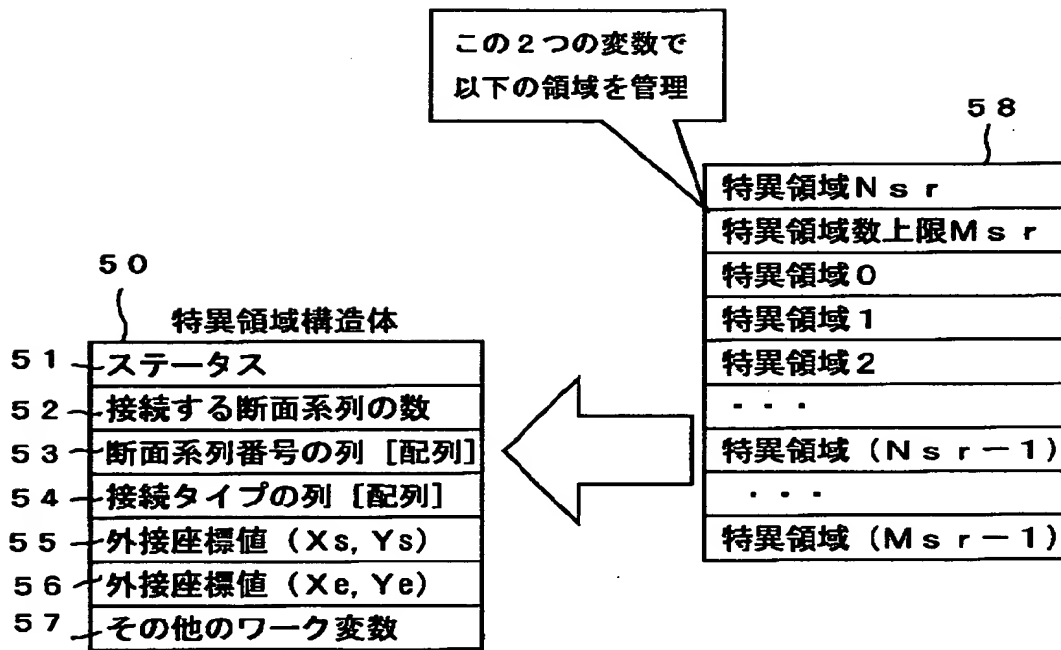 この２つの変数で
以下の領域を管理
５８
特異領域Ｎｓｒ
特異領域数上限Ｍｓｒ
特異領域０
特異領域１
特異領域２
・・・
特異領域（Ｎｓｒ－１）
・・・
特異領域（Ｍｓｒ－１）
５０
特異領域構造体
５１ ステータス
５２ 接続する断面系列の数
５３ 断面系列番号の列［配列］
５４ 接続タイプの列［配列］
５５ 外接座標値（Ｘｓ，Ｙｓ）
５６ 外接座標値（Ｘｅ，Ｙｅ）
５７ その他のワーク変数